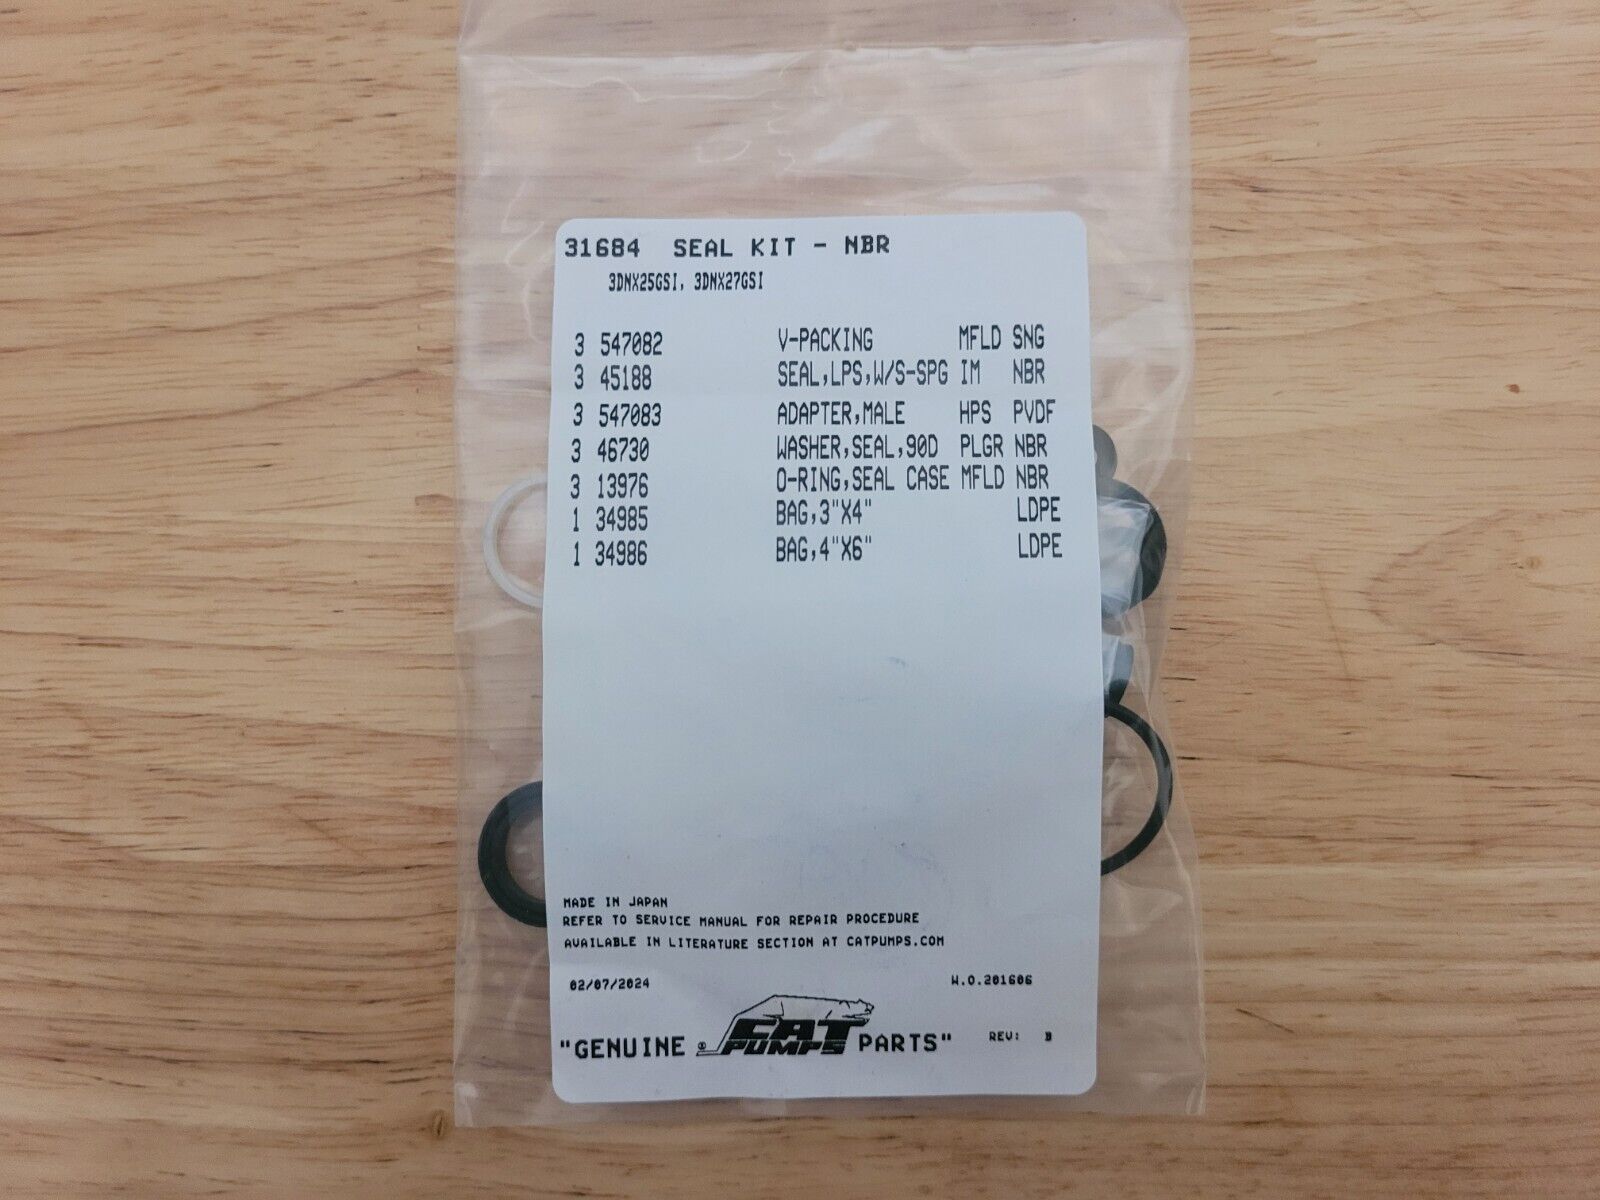 31684 SEAL KIT - NBR
3DNX25GSI, 3DNX27GSI
3 547082 V-PACKING MFLD SNG
3 45188 SEAL,LPS,W/S-SPG IM NBR
3 547083 ADAPTER,MALE HPS PVDF
3 46730 WASHER,SEAL,90D PLGR NBR
3 13976 O-RING,SEAL CASE MFLD NBR
1 34985 BAG,3"X4" LDPE
1 34986 BAG,4"X6" LDPE
MADE IN JAPAN
REFER TO SERVICE MANUAL FOR REPAIR PROCEDURE
AVAILABLE IN LITERATURE SECTION AT CATPUMPS.COM
02/07/2024 W.O.201606
"GENUINE ® CAT PUMPS PARTS" REV: B